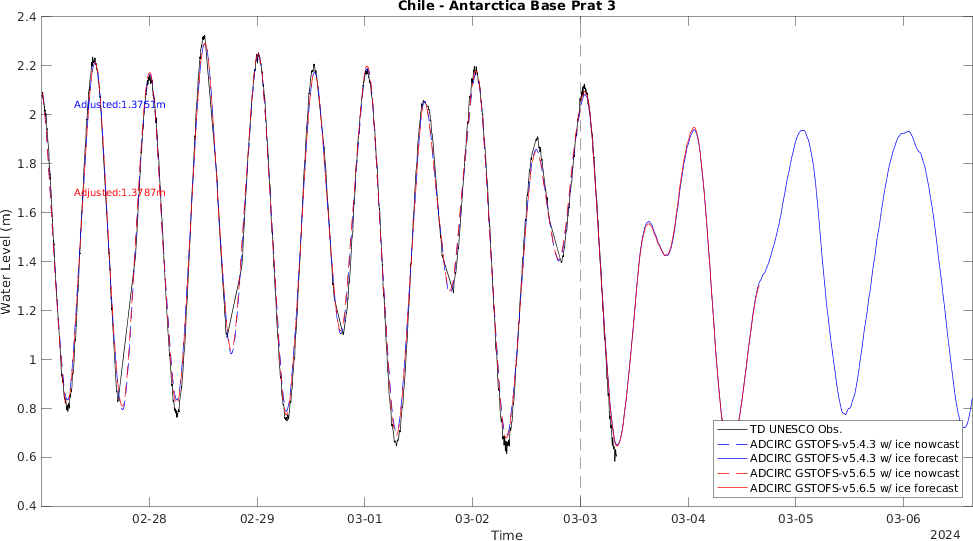 Chile - Antarctica Base Prat 3
2.4
2.2
2
1.8
1.6
1.4
1.2
1
0.8
0.6
0.4
Water Level (m)
Adjusted:1.3751m
Adjusted:1.3787m
TD UNESCO Obs.
ADCIRC GSTOFS-v5.4.3 w/ ice nowcast
ADCIRC GSTOFS-v5.4.3 w/ ice forecast
ADCIRC GSTOFS-v5.6.5 w/ ice nowcast
ADCIRC GSTOFS-v5.6.5 w/ ice forecast
02-28 02-29 03-01 03-02 03-03 03-04 03-05 03-06
Time
2024